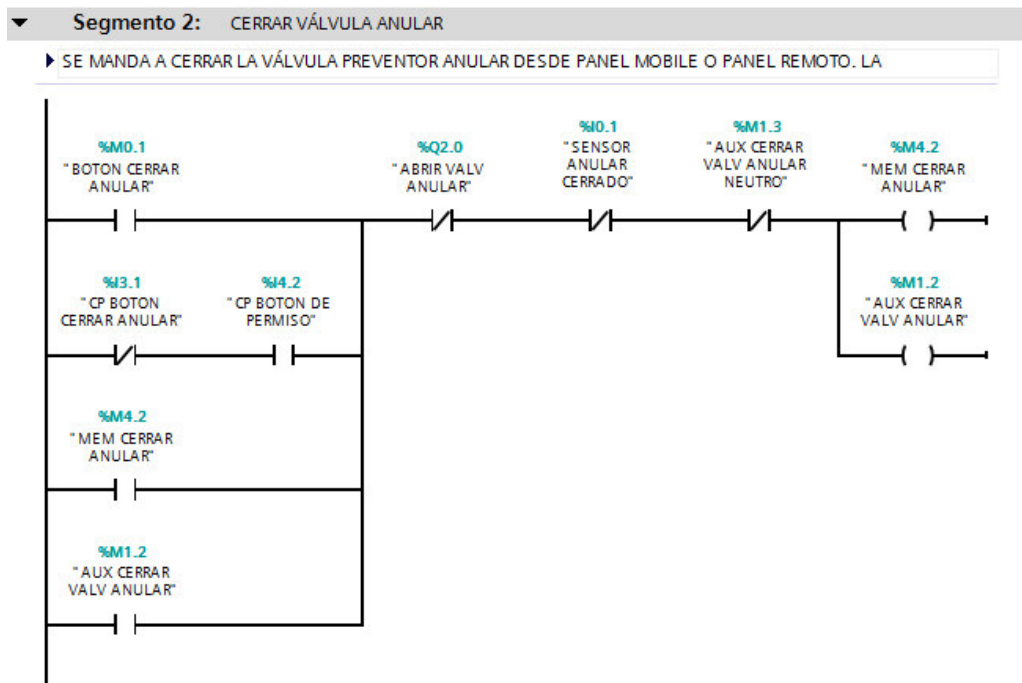 Segmento 2: CERRAR VÁLVULA ANULAR
SE MANDA A CERRAR LA VÁLVULA PREVENTOR ANULAR DESDE PANEL MOBILE O PANEL REMOTO. LA
%M0.1
"BOTON CERRAR
ANULAR"
%Q2.0
"ABRIR VALV
ANULAR"
%I0.1
"SENSOR
ANULAR
CERRADO"
%M1.3
"AUX CERRAR
VALV ANULAR
NEUTRO"
%M4.2
"MEM CERRAR
ANULAR"
%I3.1
"CP BOTON
CERRAR ANULAR"
%I4.2
"CP BOTON DE
PERMISO"
%M1.2
"AUX CERRAR
VALV ANULAR"
%M4.2
"MEM CERRAR
ANULAR"
%M1.2
"AUX CERRAR
VALV ANULAR"